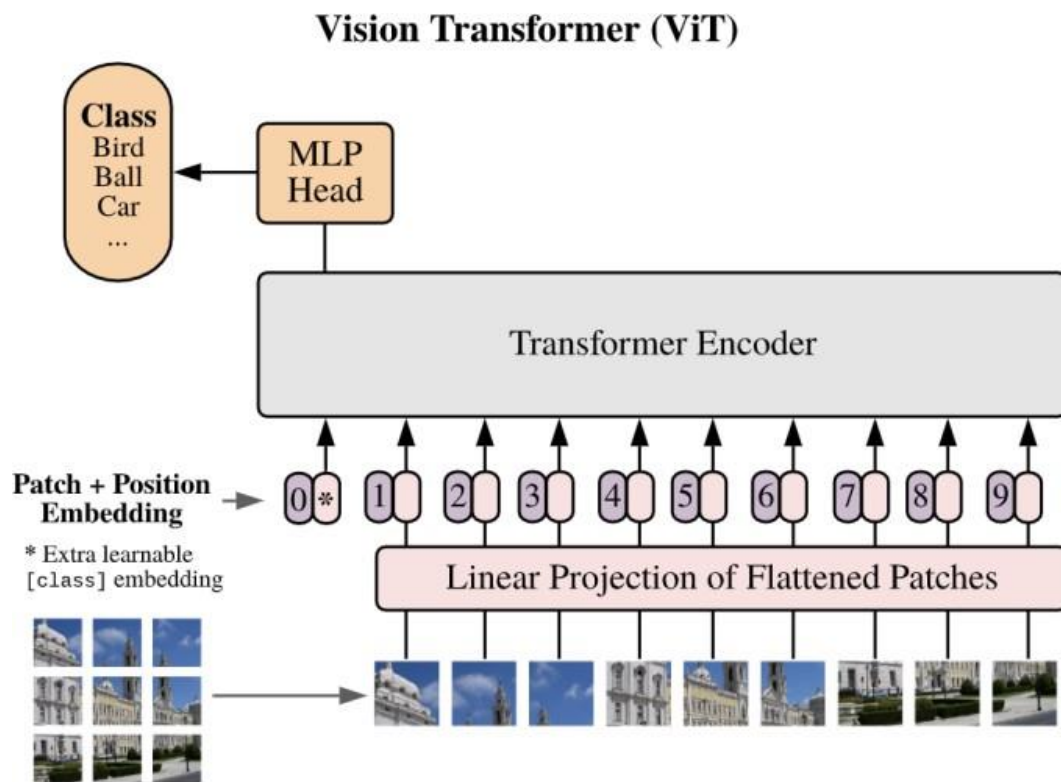 Vision Transformer (ViT)
Class
Bird
Ball
Car
...
MLP
Head
Transformer Encoder
Patch + Position
Embedding
0 * 1 2 3 4 5 6 7 8 9
* Extra learnable
[class] embedding
Linear Projection of Flattened Patches